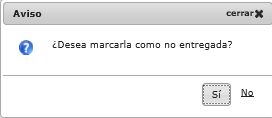 Aviso cerrar
¿Desea marcarla como no entregada?
Sí No